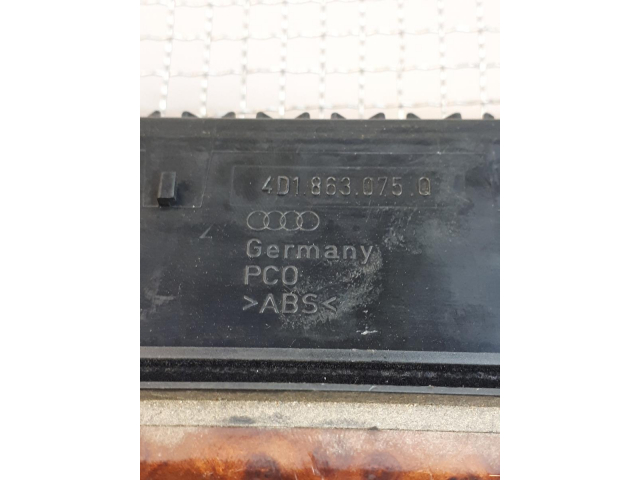 4D1.863.075.Q
Germany
PCO
>ABS<